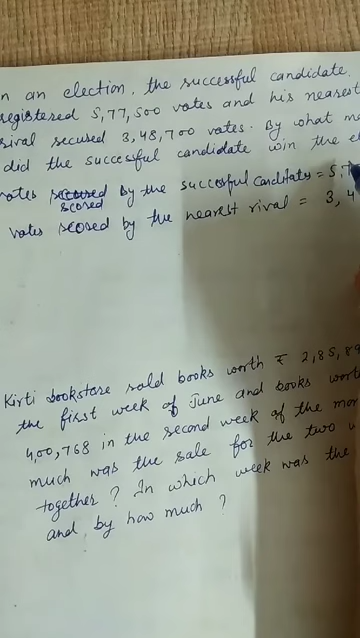 n an election, the successful candidate
registered 5,77,500 votes and his nearest
rival secured 3,48,700 votes. By what
did the successful candidate win the
votes scored by the successful candidates = 5,
votes scored by the nearest rival = 3, 4
Kirti bookstore sold books worth ₹ 2,85,89
the first week of June and books
4,00,768 in the second week of the
much was the sale for the two
together? In which week was the
and by how much?